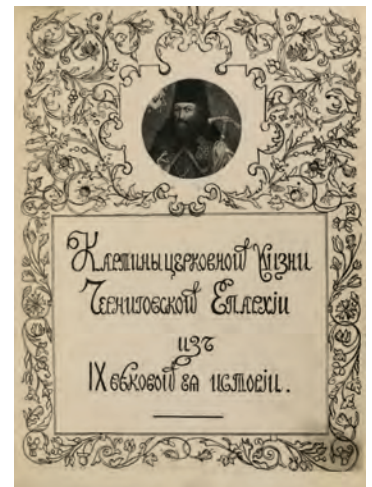 Картины церковной жизни
Черниговской Епархіи
изъ
IX вѣковой ея исторіи.